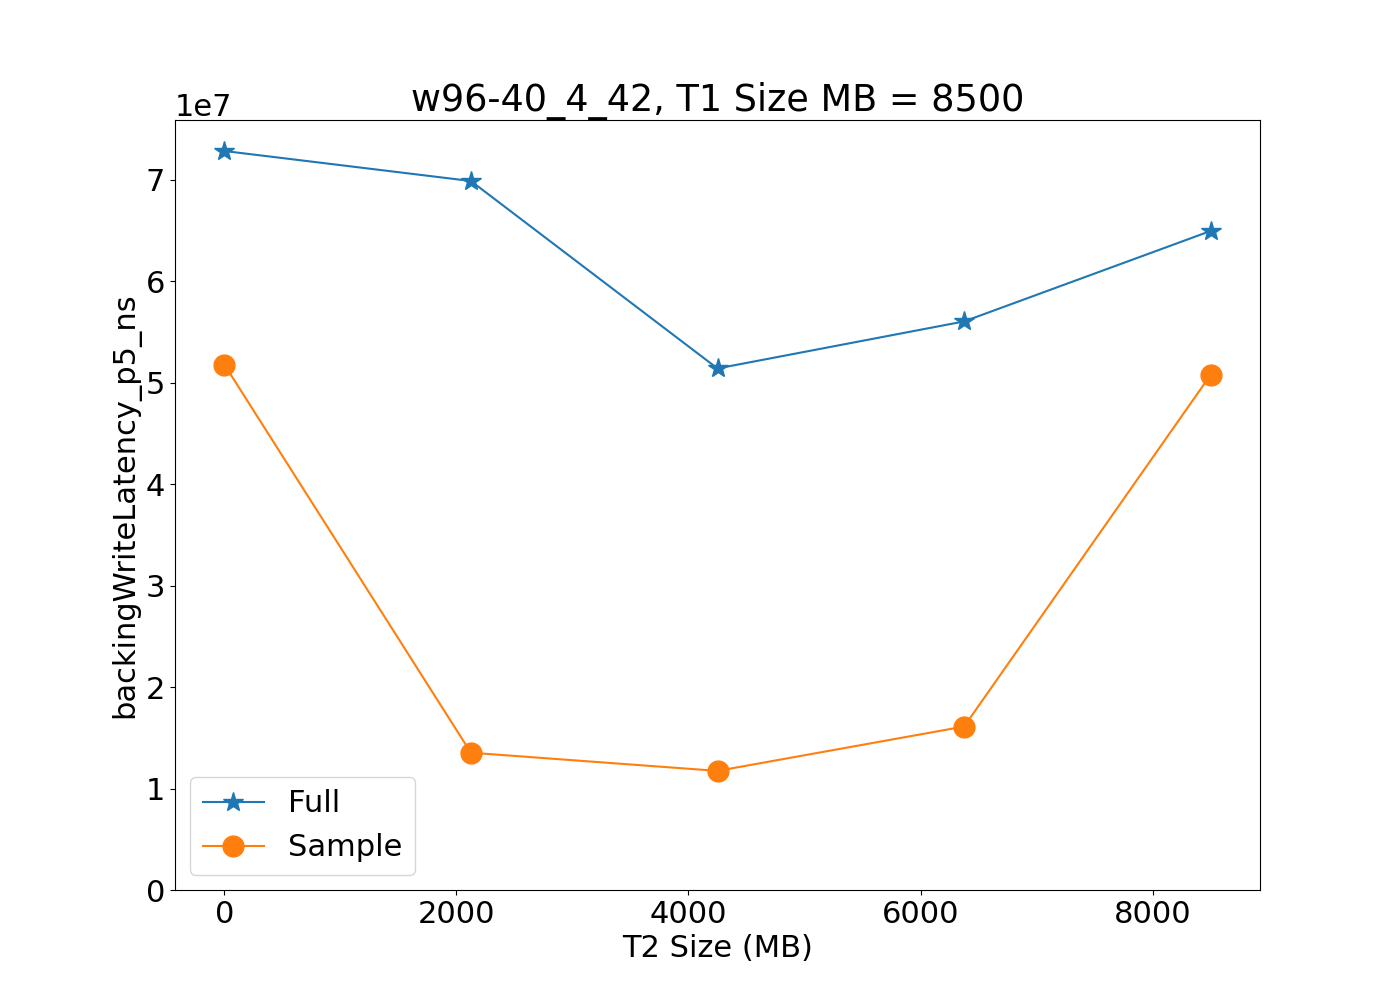 w96-40_4_42, T1 Size MB = 8500
1e7
7
6
5
4
3
2
1
0
backingWriteLatency_p5_ns
Full
Sample
0 2000 4000 6000 8000
T2 Size (MB)